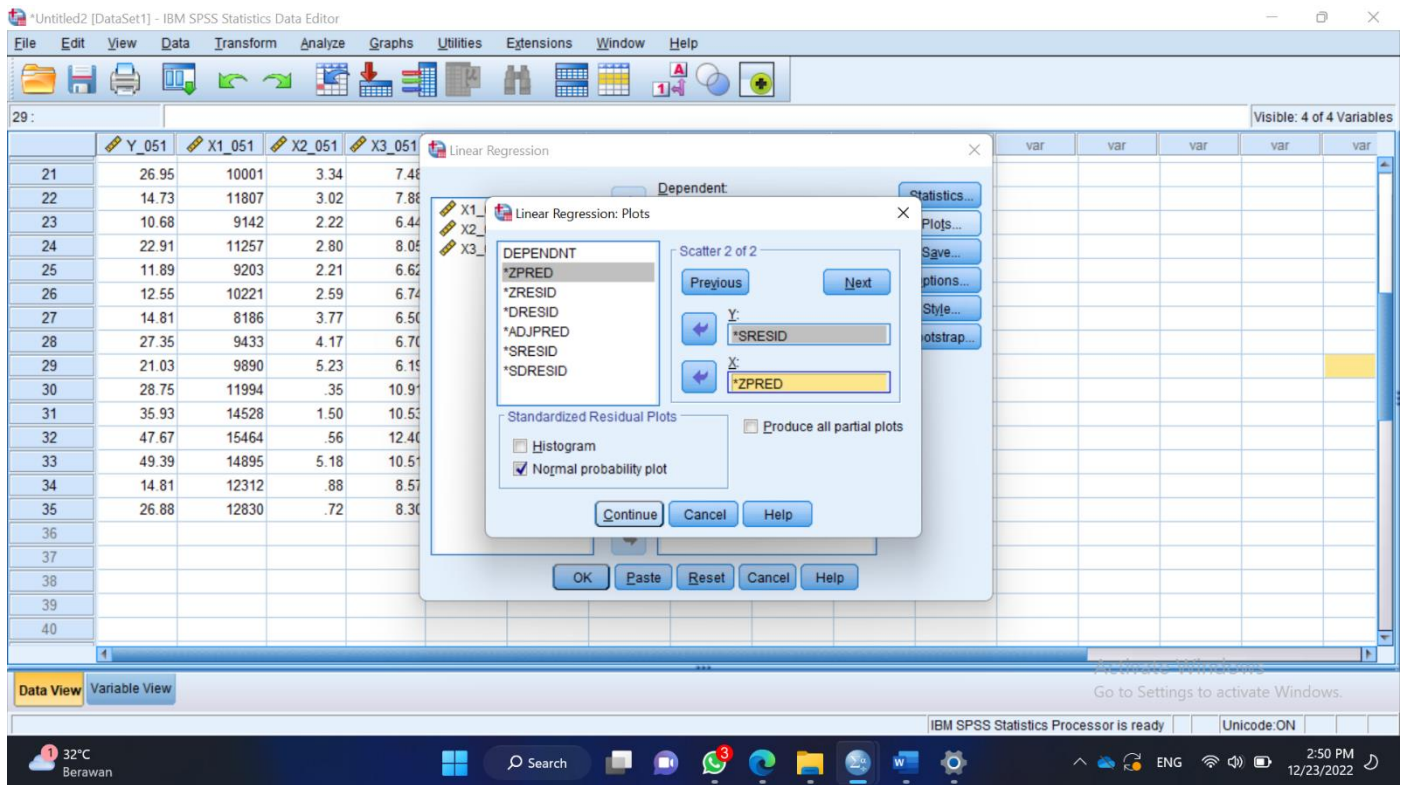 *Untitled2 [DataSet1] - IBM SPSS Statistics Data Editor
File Edit View Data Transform Analyze Graphs Utilities Extensions Window Help
29 :
Visible: 4 of 4 Variables
Y_051 X1_051 X2_051 X3_051 var var var var var
21 26.95 10001 3.34 7.48
22 14.73 11807 3.02 7.88
23 10.68 9142 2.22 6.44
24 22.91 11257 2.80 8.05
25 11.89 9203 2.21 6.62
26 12.55 10221 2.59 6.74
27 14.81 8186 3.77 6.50
28 27.35 9433 4.17 6.70
29 21.03 9890 5.23 6.19
30 28.75 11994 .35 10.91
31 35.93 14528 1.50 10.53
32 47.67 15464 .56 12.40
33 49.39 14895 5.18 10.51
34 14.81 12312 .88 8.57
35 26.88 12830 .72 8.30
36
37
38
39
40
Linear Regression
Dependent:
X1_
X2_
X3_
Statistics...
Plots...
Save...
ptions...
Style...
ootstrap...
Linear Regression: Plots
DEPENDNT
*ZPRED
*ZRESID
*DRESID
*ADJPRED
*SRESID
*SDRESID
Scatter 2 of 2
Previous Next
Y:
*SRESID
X:
*ZPRED
Standardized Residual Plots
Histogram
Normal probability plot
Produce all partial plots
Continue Cancel Help
OK Paste Reset Cancel Help
Data View Variable View
Activate Windows
Go to Settings to activate Windows.
IBM SPSS Statistics Processor is ready Unicode:ON
1
32°C
Berawan
Search
3
ENG
2:50 PM
12/23/2022